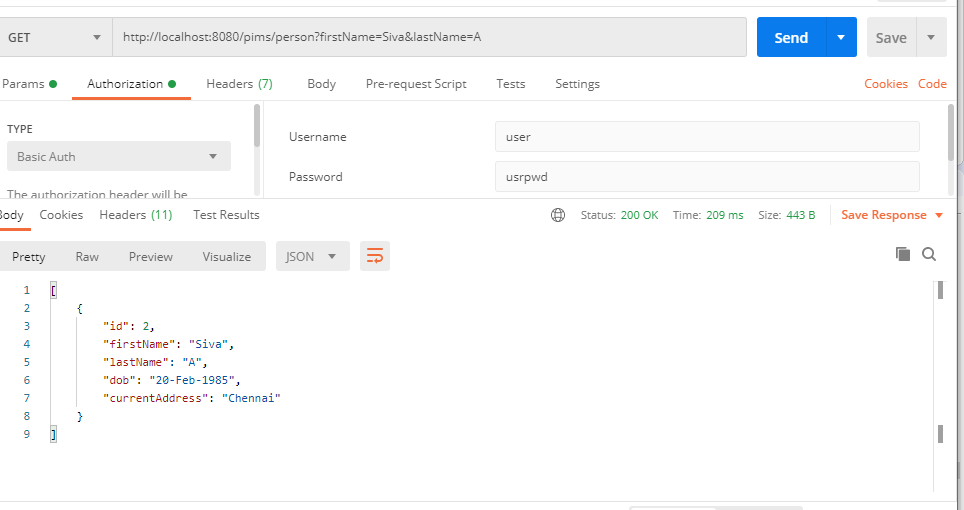 GET http://localhost:8080/pims/person?firstName=Siva&lastName=A Send Save
Params Authorization Headers (7) Body Pre-request Script Tests Settings Cookies Code
TYPE
Basic Auth
The authorization header will be
Username user
Password usrpwd
Body Cookies Headers (11) Test Results Status: 200 OK Time: 209 ms Size: 443 B Save Response
Pretty Raw Preview Visualize JSON
1 [
2 {
3 "id": 2,
4 "firstName": "Siva",
5 "lastName": "A",
6 "dob": "20-Feb-1985",
7 "currentAddress": "Chennai"
8 }
9 ]